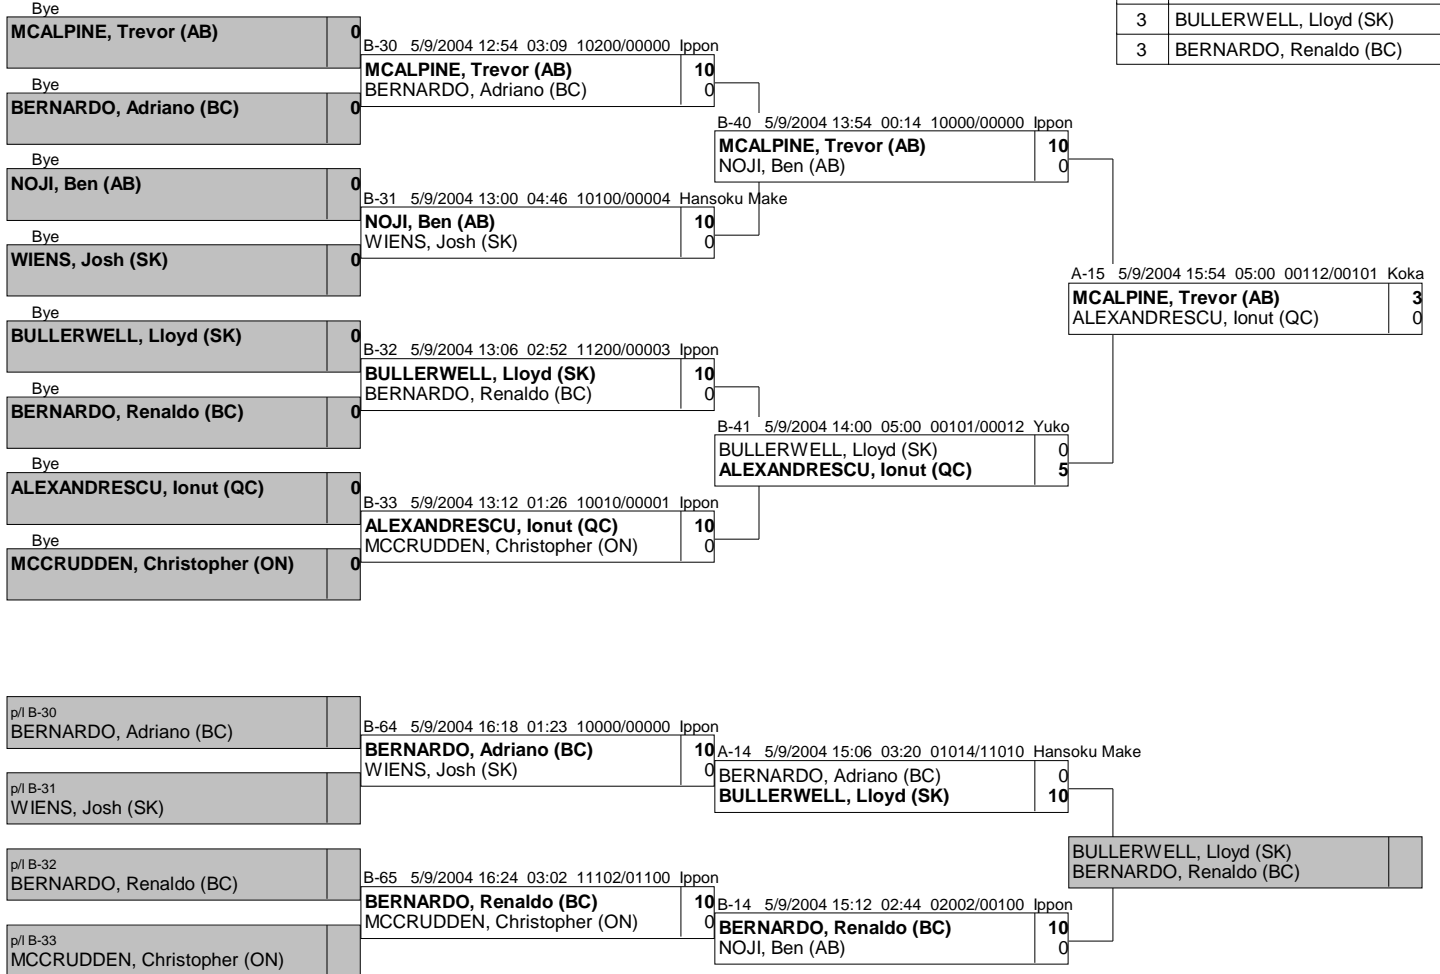 Bye
MCALPINE, Trevor (AB) 0
Bye
BERNARDO, Adriano (BC) 0
Bye
NOJI, Ben (AB) 0
Bye
WIENS, Josh (SK) 0
Bye
BULLERWELL, Lloyd (SK) 0
Bye
BERNARDO, Renaldo (BC) 0
Bye
ALEXANDRESCU, Ionut (QC) 0
Bye
MCCRUDDEN, Christopher (ON) 0
B-30 5/9/2004 12:54 03:09 10200/00000 Ippon
MCALPINE, Trevor (AB) 10
BERNARDO, Adriano (BC) 0
B-31 5/9/2004 13:00 04:46 10100/00004 Hansoku Make
NOJI, Ben (AB) 10
WIENS, Josh (SK) 0
B-32 5/9/2004 13:06 02:52 11200/00003 Ippon
BULLERWELL, Lloyd (SK) 10
BERNARDO, Renaldo (BC) 0
B-33 5/9/2004 13:12 01:26 10010/00001 Ippon
ALEXANDRESCU, Ionut (QC) 10
MCCRUDDEN, Christopher (ON) 0
B-40 5/9/2004 13:54 00:14 10000/00000 Ippon
MCALPINE, Trevor (AB) 10
NOJI, Ben (AB) 0
B-41 5/9/2004 14:00 05:00 00101/00012 Yuko
BULLERWELL, Lloyd (SK) 0
ALEXANDRESCU, Ionut (QC) 5
3 BULLERWELL, Lloyd (SK)
3 BERNARDO, Renaldo (BC)
A-15 5/9/2004 15:54 05:00 00112/00101 Koka
MCALPINE, Trevor (AB) 3
ALEXANDRESCU, Ionut (QC) 0
p/l B-30
BERNARDO, Adriano (BC)
p/l B-31
WIENS, Josh (SK)
p/l B-32
BERNARDO, Renaldo (BC)
p/l B-33
MCCRUDDEN, Christopher (ON)
B-64 5/9/2004 16:18 01:23 10000/00000 Ippon
BERNARDO, Adriano (BC) 10
WIENS, Josh (SK) 0
B-65 5/9/2004 16:24 03:02 11102/01100 Ippon
BERNARDO, Renaldo (BC) 10
MCCRUDDEN, Christopher (ON) 0
A-14 5/9/2004 15:06 03:20 01014/11010 Hansoku Make
BERNARDO, Adriano (BC) 0
BULLERWELL, Lloyd (SK) 10
B-14 5/9/2004 15:12 02:44 02002/00100 Ippon
BERNARDO, Renaldo (BC) 10
NOJI, Ben (AB) 0
BULLERWELL, Lloyd (SK)
BERNARDO, Renaldo (BC)